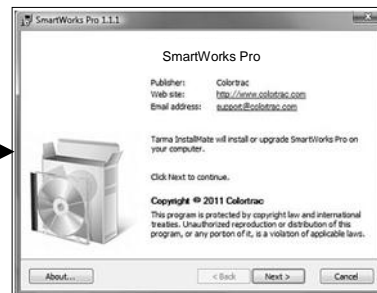 SmartWorks Pro 1.1.1
SmartWorks Pro
Publisher: Colortrac
Web site: http://www.colortrac.com
Email address: support@colortrac.com
Tarma InstallMate will install or upgrade SmartWorks Pro on
your computer.
Click Next to continue.
Copyright © 2011 Colortrac
This program is protected by copyright law and international
treaties. Unauthorized reproduction or distribution of this
program, or any portion of it, is a violation of applicable laws.
About... < Back Next > Cancel